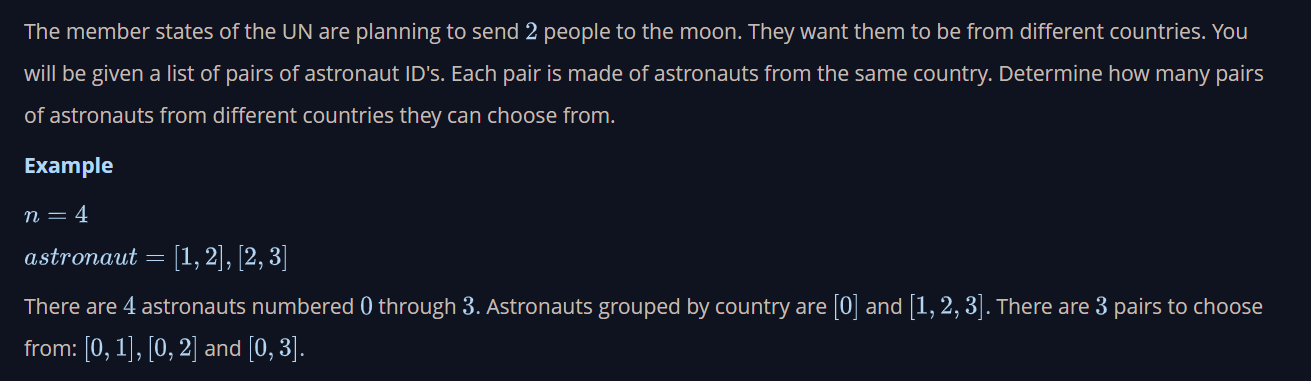 The member states of the UN are planning to send 2 people to the moon. They want them to be from different countries. You
will be given a list of pairs of astronaut ID's. Each pair is made of astronauts from the same country. Determine how many pairs
of astronauts from different countries they can choose from.
Example
n = 4
astronaut = [1, 2], [2, 3]
There are 4 astronauts numbered 0 through 3. Astronauts grouped by country are [0] and [1, 2, 3]. There are 3 pairs to choose
from: [0, 1], [0, 2] and [0, 3].